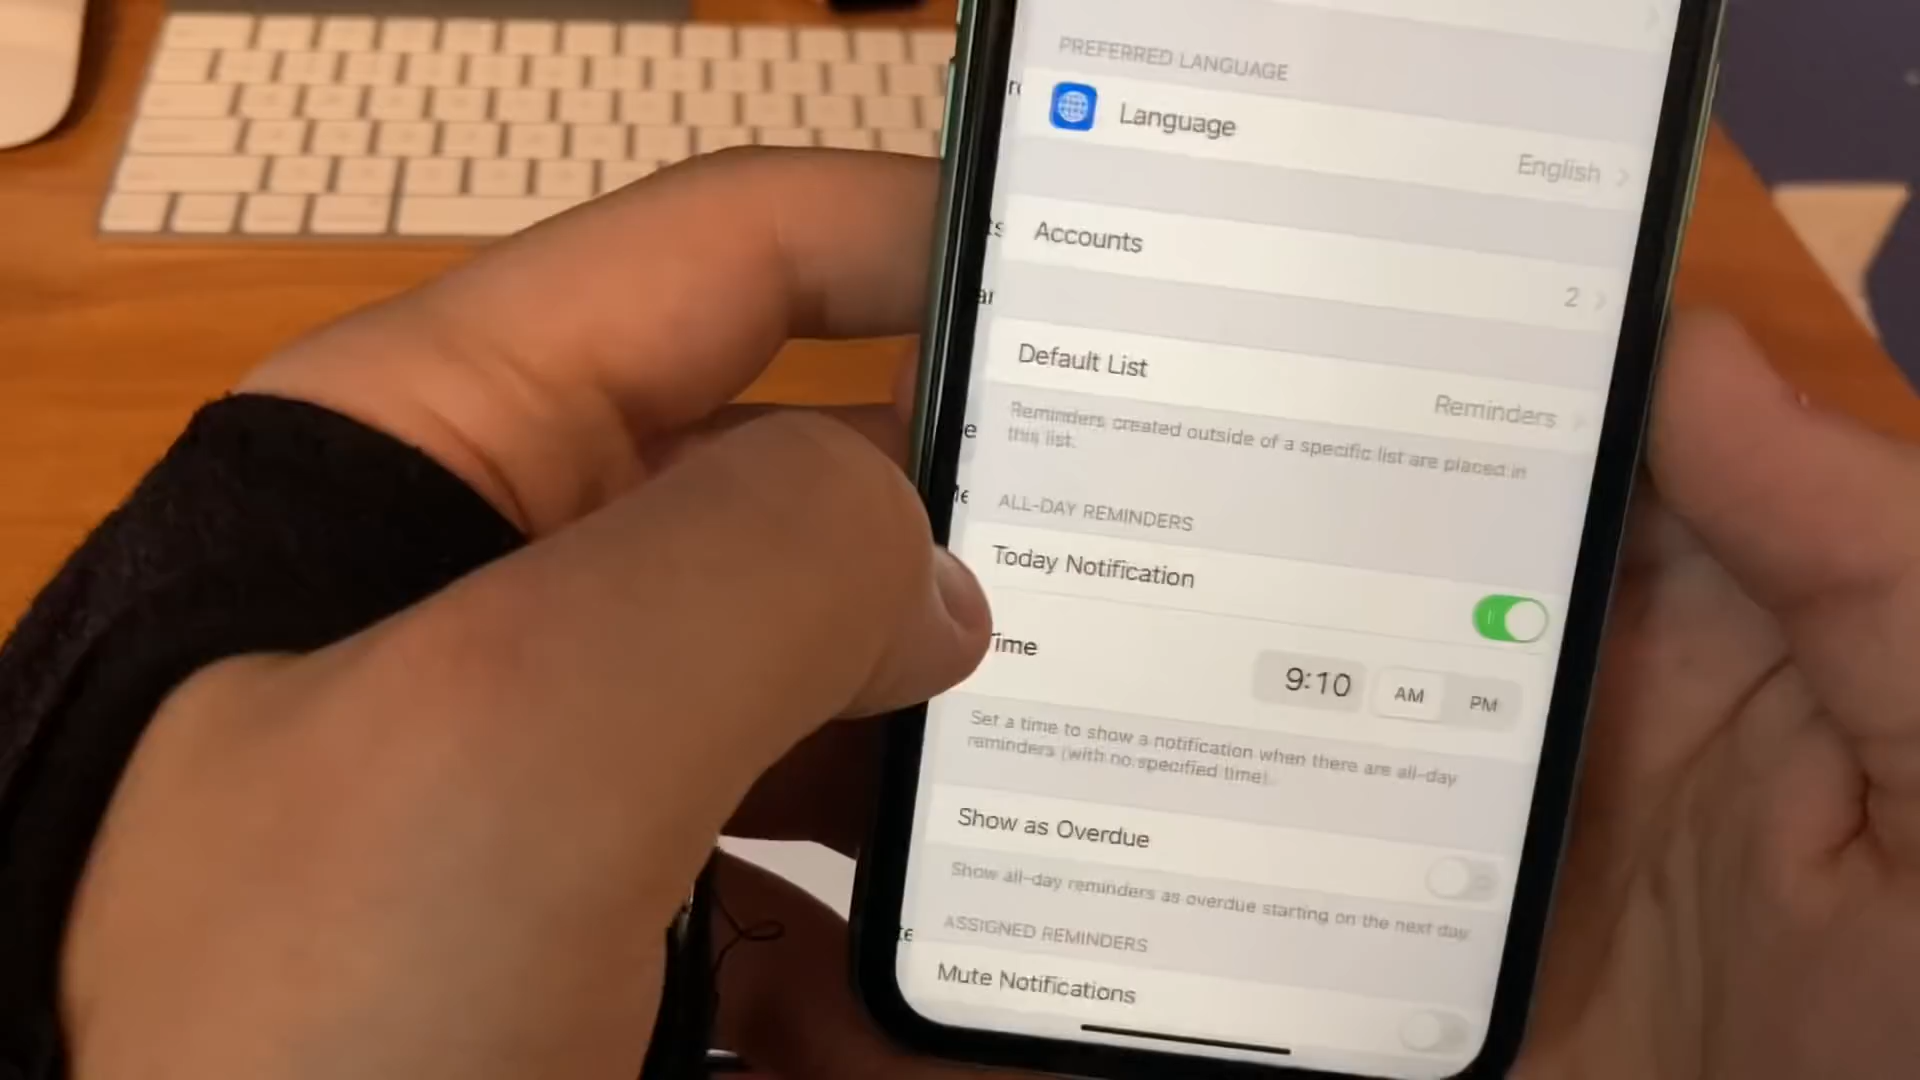 PREFERRED LANGUAGE
Language
English
Accounts
2
Default List
Reminders
Reminders created outside of a specific list are placed in
this list.
ALL-DAY REMINDERS
Today Notification
Time
9:10 AM PM
Set a time to show a notification when there are all-day
reminders (with no specified time).
Show as Overdue
Show all-day reminders as overdue starting on the next day.
ASSIGNED REMINDERS
Mute Notifications